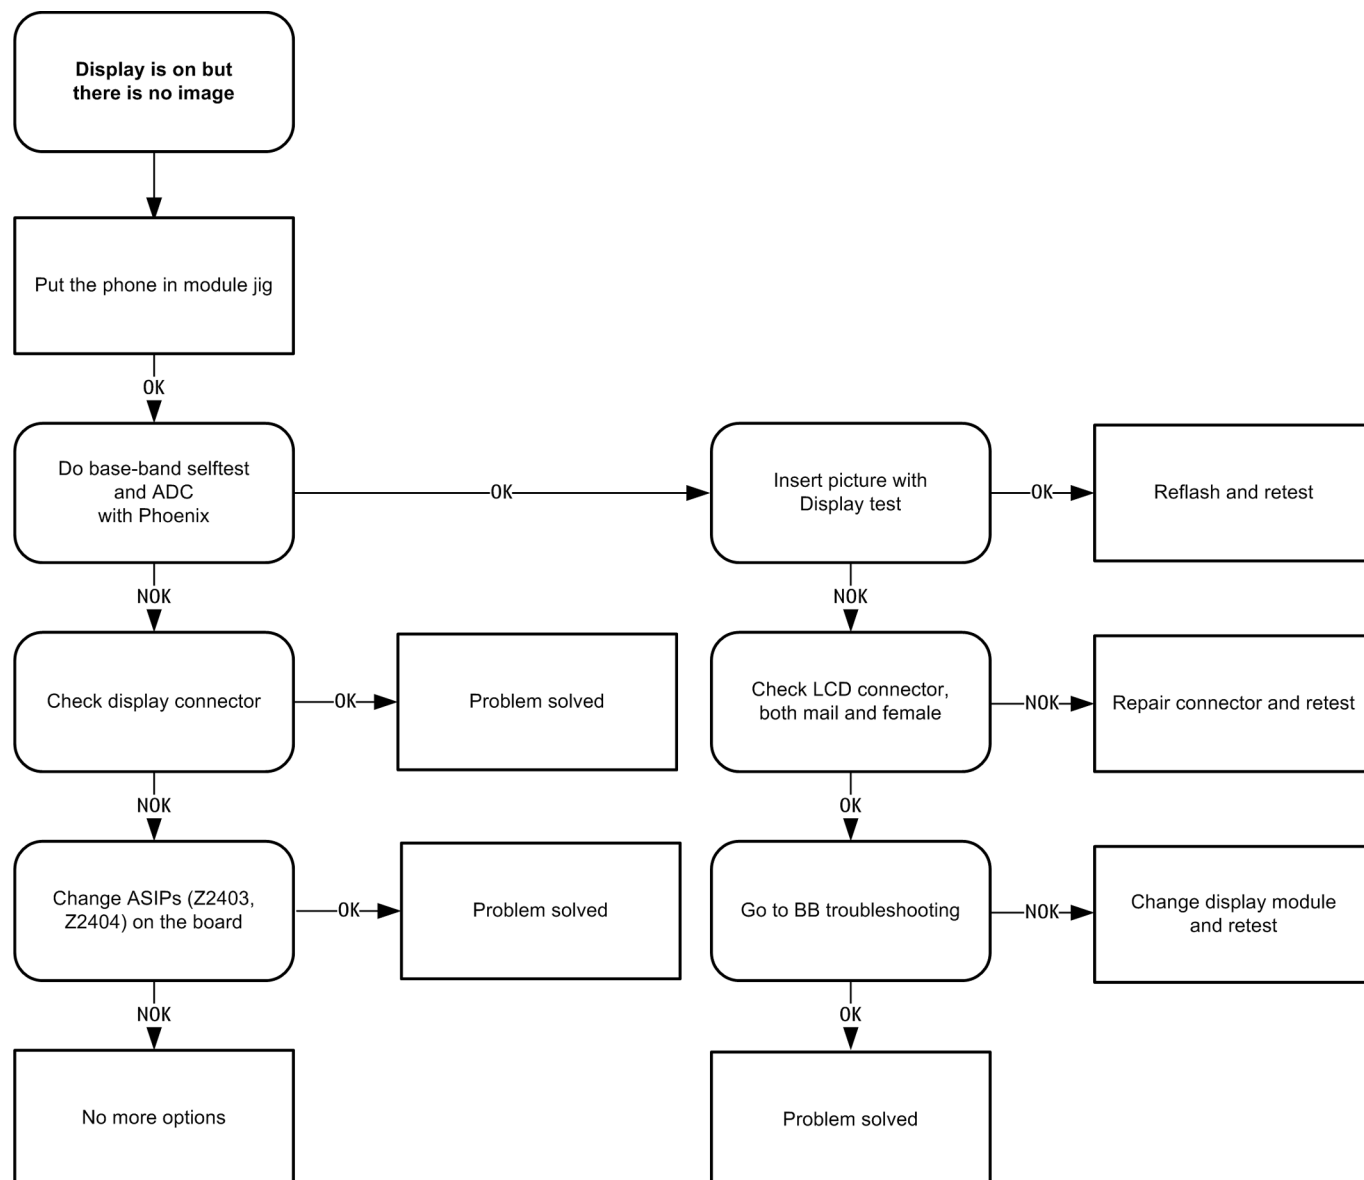 Display is on but
there is no image
Put the phone in module jig
OK
Do base-band selftest
and ADC
with Phoenix
OK
Insert picture with
Display test
OK
Reflash and retest
NOK
NOK
Check display connector
OK
Problem solved
Check LCD connector,
both mail and female
NOK
Repair connector and retest
NOK
OK
Change ASIPs (Z2403,
Z2404) on the board
OK
Problem solved
Go to BB troubleshooting
NOK
Change display module
and retest
NOK
OK
No more options
Problem solved